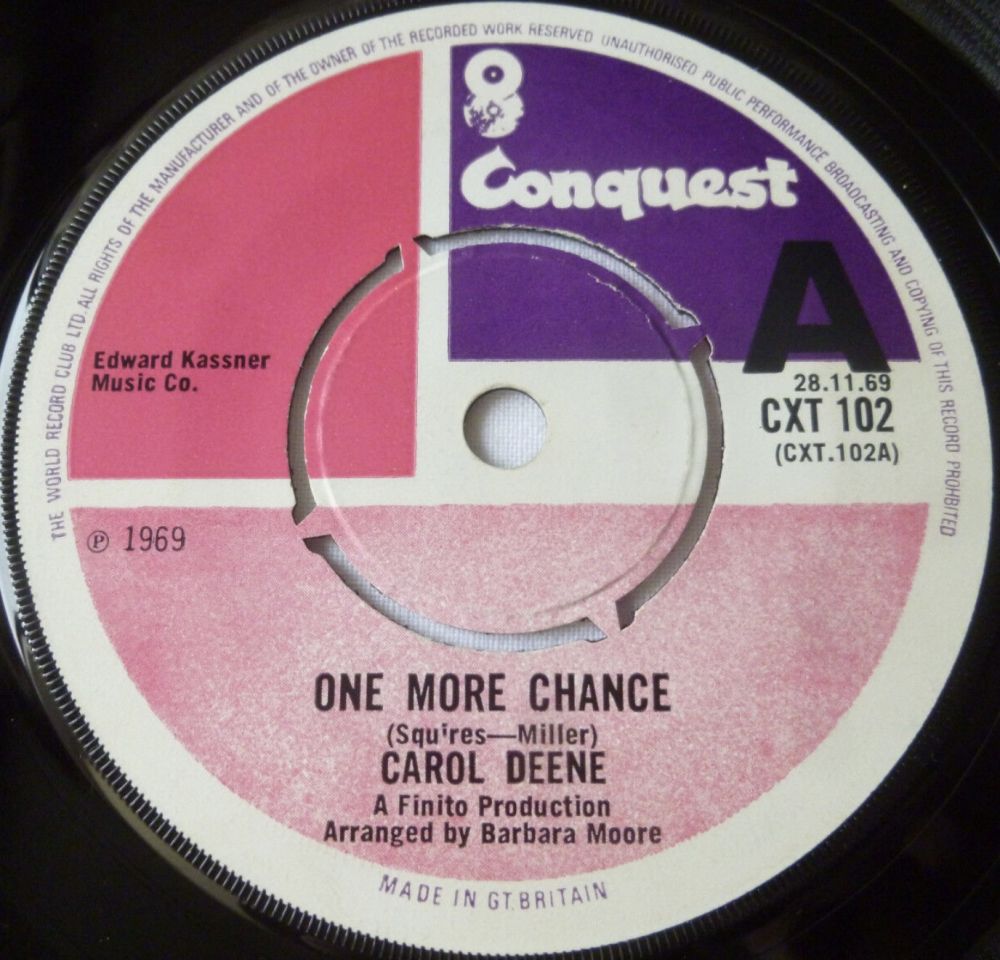 THE WORLD RECORD CLUB LTD. ALL RIGHTS OF THE MANUFACTURER AND OF THE OWNER OF THE RECORDED WORK RESERVED UNAUTHORISED PUBLIC PERFORMANCE BROADCASTING AND COPYING OF THIS RECORD PROHIBITED
Conquest
A
Edward Kassner
Music Co.
28.11.69
CXT 102
(CXT.102A)
℗ 1969
ONE MORE CHANCE
(Squires—Miller)
CAROL DEENE
A Finito Production
Arranged by Barbara Moore
MADE IN GT. BRITAIN